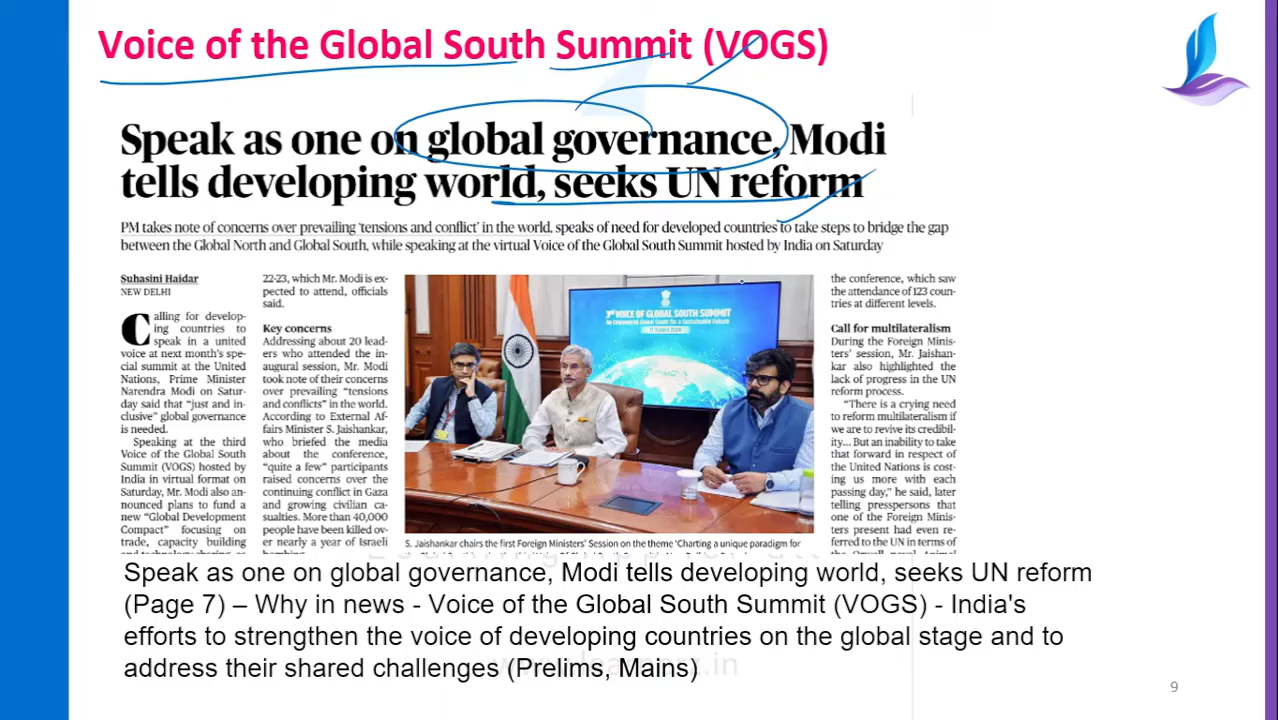 Voice of the Global South Summit (VOGS)
Speak as one on global governance, Modi
tells developing world, seeks UN reform
PM takes note of concerns over prevailing ‘tensions and conflict’ in the world, speaks of need for developed countries to take steps to bridge the gap
between the Global North and Global South, while speaking at the virtual Voice of the Global South Summit hosted by India on Saturday
Suhasini Haidar
NEW DELHI
Calling for develop-
ing countries to
speak in a united
voice at next month’s spe-
cial summit at the United
Nations, Prime Minister
Narendra Modi on Satur-
day said that “just and in-
clusive” global governance
is needed.
Speaking at the third
Voice of the Global South
Summit (VOGS) hosted by
India in virtual format on
Saturday, Mr. Modi also an-
nounced plans to fund a
new “Global Development
Compact” focusing on
trade, capacity building
22-23, which Mr. Modi is ex-
pected to attend, officials
said.
Key concerns
Addressing about 20 lead-
ers who attended the in-
augural session, Mr. Modi
took note of their concerns
over prevailing “tensions
and conflicts” in the world.
According to External Af-
fairs Minister S. Jaishankar,
who briefed the media
about the conference,
“quite a few” participants
raised concerns over the
continuing conflict in Gaza
and growing civilian ca-
sualties. More than 40,000
people have been killed ov-
er nearly a year of Israeli
3rd VOICE OF GLOBAL SOUTH SUMMIT
An Empowered Global South for a Sustainable Future
S. Jaishankar chairs the first Foreign Ministers’ Session on the theme ‘Charting a unique paradigm for
the conference, which saw
the attendance of 123 coun-
tries at different levels.
Call for multilateralism
During the Foreign Minis-
ters’ session, Mr. Jaishan-
kar also highlighted the
lack of progress in the UN
reform process.
“There is a crying need
to reform multilateralism if
we are to revive its credibil-
ity... But an inability to take
that forward in respect of
the United Nations is cost-
ing us more with each
passing day,” he said, later
telling presspersons that
one of the Foreign Minis-
ters present had even re-
ferred to the UN in terms of
Speak as one on global governance, Modi tells developing world, seeks UN reform
(Page 7) – Why in news - Voice of the Global South Summit (VOGS) - India's
efforts to strengthen the voice of developing countries on the global stage and to
address their shared challenges (Prelims, Mains)
9